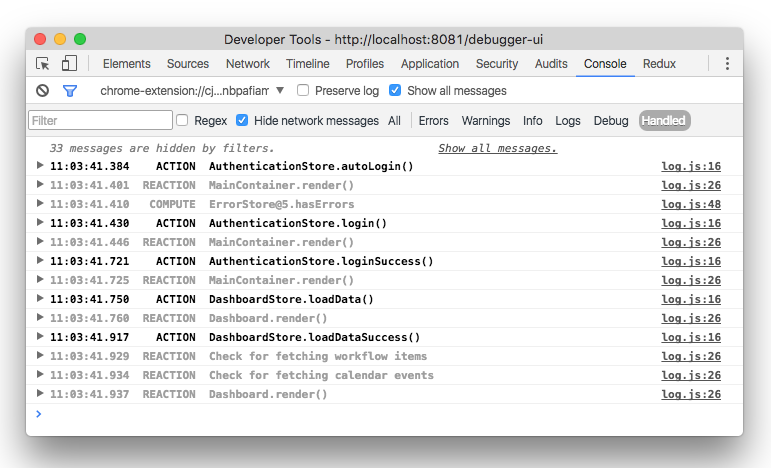 Developer Tools - http://localhost:8081/debugger-ui
Elements Sources Network Timeline Profiles Application Security Audits Console Redux
chrome-extension://cj...nbpafiam Preserve log Show all messages
Filter Regex Hide network messages All Errors Warnings Info Logs Debug Handled
33 messages are hidden by filters. Show all messages.
11:03:41.384 ACTION AuthenticationStore.autoLogin() log.js:16
11:03:41.401 REACTION MainContainer.render() log.js:26
11:03:41.410 COMPUTE ErrorStore@5.hasErrors log.js:48
11:03:41.430 ACTION AuthenticationStore.login() log.js:16
11:03:41.446 REACTION MainContainer.render() log.js:26
11:03:41.721 ACTION AuthenticationStore.loginSuccess() log.js:16
11:03:41.725 REACTION MainContainer.render() log.js:26
11:03:41.750 ACTION DashboardStore.loadData() log.js:16
11:03:41.760 REACTION Dashboard.render() log.js:26
11:03:41.917 ACTION DashboardStore.loadDataSuccess() log.js:16
11:03:41.929 REACTION Check for fetching workflow items log.js:26
11:03:41.934 REACTION Check for fetching calendar events log.js:26
11:03:41.937 REACTION Dashboard.render() log.js:26